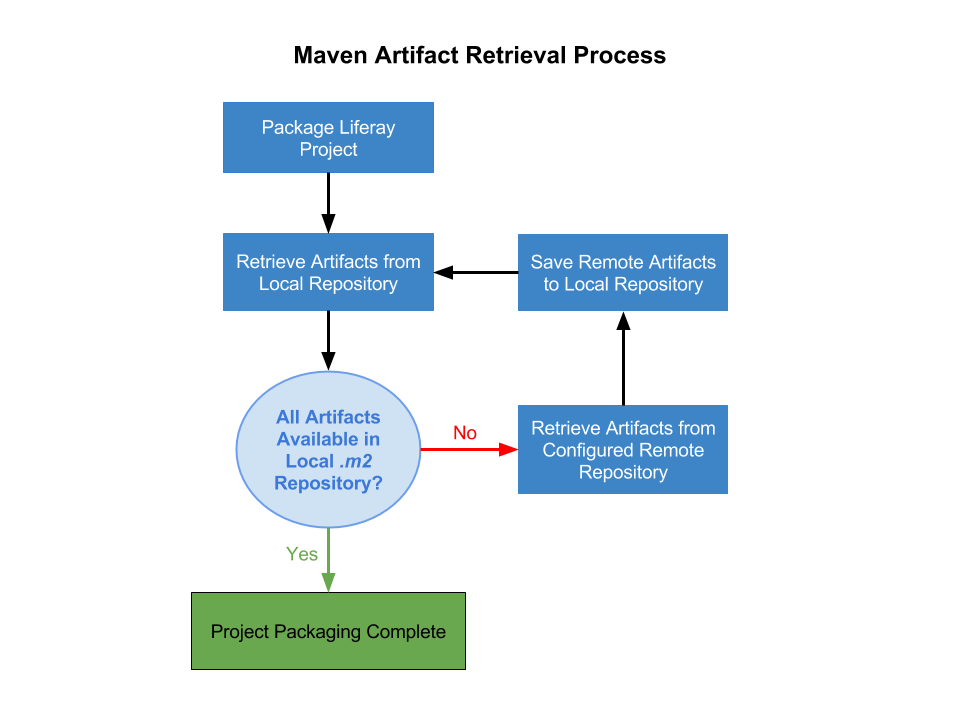 Maven Artifact Retrieval Process
Package Liferay
Project
Retrieve Artifacts from
Local Repository
Save Remote Artifacts
to Local Repository
All Artifacts
Available in
Local .m2
Repository?
No
Retrieve Artifacts from
Configured Remote
Repository
Yes
Project Packaging Complete